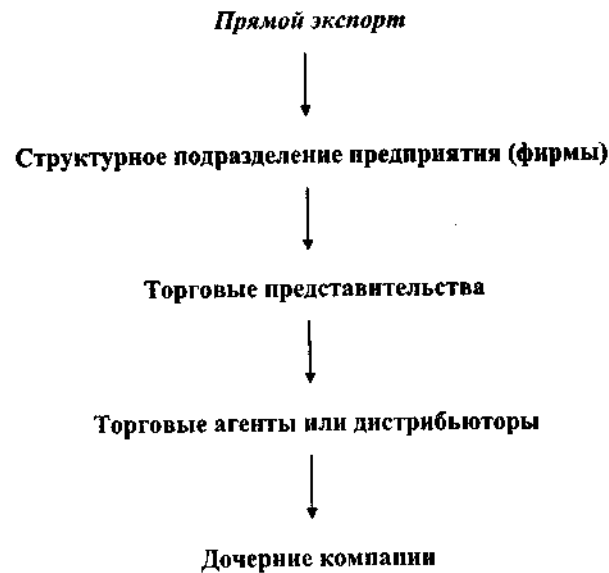 Прямой экспорт
Структурное подразделение предприятия (фирмы)
Торговые представительства
Торговые агенты или дистрибьюторы
Дочерние компании